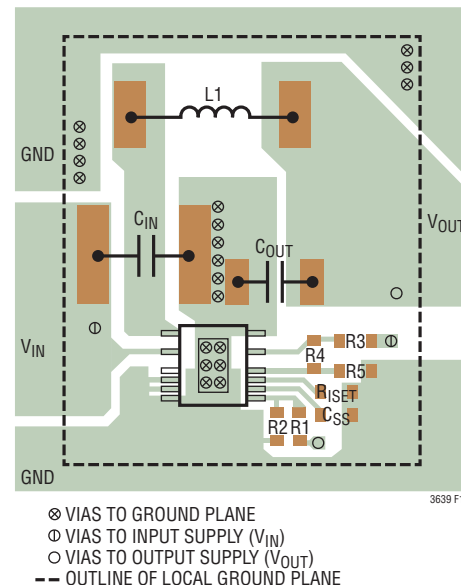 L1
GND
CIN
COUT
VOUT
VIN
R3
R4
R5
RISET
CSS
R2 R1
GND
3639 F1
⊗ VIAS TO GROUND PLANE
⦶ VIAS TO INPUT SUPPLY (VIN)
○ VIAS TO OUTPUT SUPPLY (VOUT)
--- OUTLINE OF LOCAL GROUND PLANE